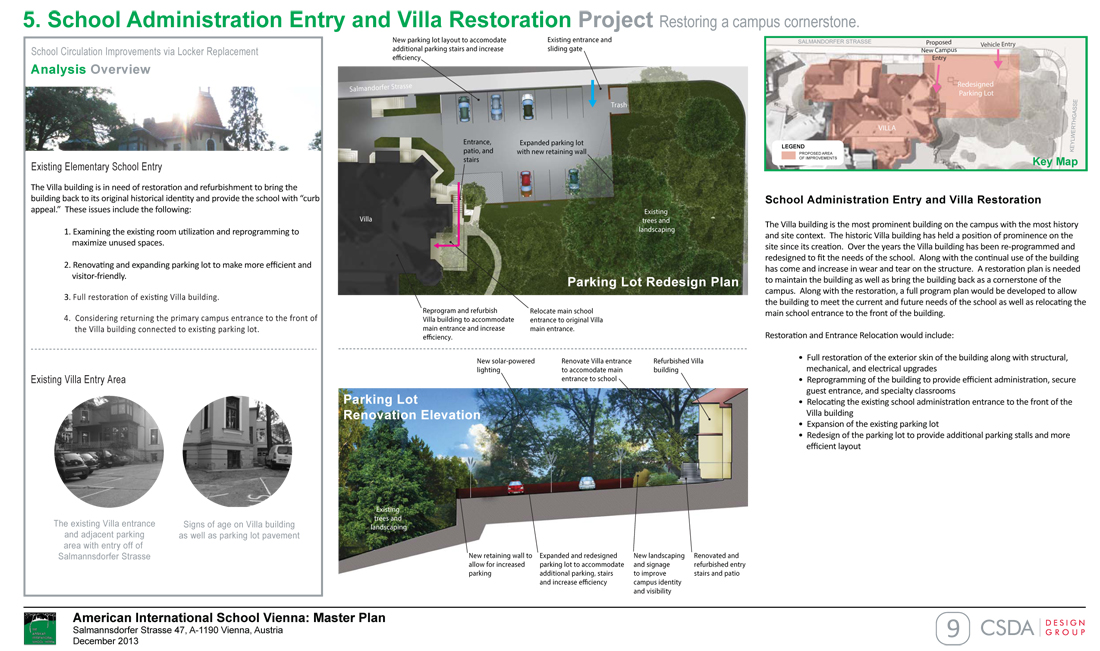 5. School Administration Entry and Villa Restoration Project Restoring a campus cornerstone.
School Circulation Improvements via Locker Replacement
Analysis Overview
Existing Elementary School Entry
The Villa building is in need of restoration and refurbishment to bring the
building back to its original historical identity and provide the school with “curb
appeal.” These issues include the following:
1. Examining the existing room utilization and reprogramming to
maximize unused spaces.
2. Renovating and expanding parking lot to make more efficient and
visitor-friendly.
3. Full restoration of existing Villa building.
4. Considering returning the primary campus entrance to the front of
the Villa building connected to existing parking lot.
Existing Villa Entry Area
The existing Villa entrance
and adjacent parking
area with entry off of
Salmannsdorfer Strasse
Signs of age on Villa building
as well as parking lot pavement
New parking lot layout to accomodate
additional parking stairs and increase
efficiency
Existing entrance and
sliding gate
Salmandorfer Strasse
Trash
Entrance,
patio, and
stairs
Expanded parking lot
with new retaining wall
Villa
Existing
trees and
landscaping
Parking Lot Redesign Plan
Reprogram and refurbish
Villa building to accommodate
main entrance and increase
efficiency.
Relocate main school
entrance to original Villa
main entrance.
New solar-powered
lighting
Renovate Villa entrance
to accomodate main
entrance to school
Refurbished Villa
building
Parking Lot
Renovation Elevation
Existing
trees and
landscaping
New retaining wall to
allow for increased
parking
Expanded and redesigned
parking lot to accommodate
additional parking, stairs
and increase efficiency
New landscaping
and signage
to improve
campus identity
and visibility
Renovated and
refurbished entry
stairs and patio
SALMANDORFER STRASSE
Proposed
New Campus
Entry
Vehicle Entry
Redesigned
Parking Lot
VILLA
KEYLWERTHGASSE
LEGEND
PROPOSED AREA
OF IMPROVEMENTS
Key Map
School Administration Entry and Villa Restoration
The Villa building is the most prominent building on the campus with the most history
and site context. The historic Villa building has held a position of prominence on the
site since its creation. Over the years the Villa building has been re-programmed and
redesigned to fit the needs of the school. Along with the continual use of the building
has come and increase in wear and tear on the structure. A restoration plan is needed
to maintain the building as well as bring the building back as a cornerstone of the
campus. Along with the restoration, a full program plan would be developed to allow
the building to meet the current and future needs of the school as well as relocating the
main school entrance to the front of the building.
Restoration and Entrance Relocation would include:
• Full restoration of the exterior skin of the building along with structural,
mechanical, and electrical upgrades
• Reprogramming of the building to provide efficient administration, secure
guest entrance, and specialty classrooms
• Relocating the existing school administration entrance to the front of the
Villa building
• Expansion of the existing parking lot
• Redesign of the parking lot to provide additional parking stalls and more
efficient layout
American International School Vienna: Master Plan
Salmannsdorfer Strasse 47, A-1190 Vienna, Austria
December 2013
9
CSDA DESIGN
GROUP